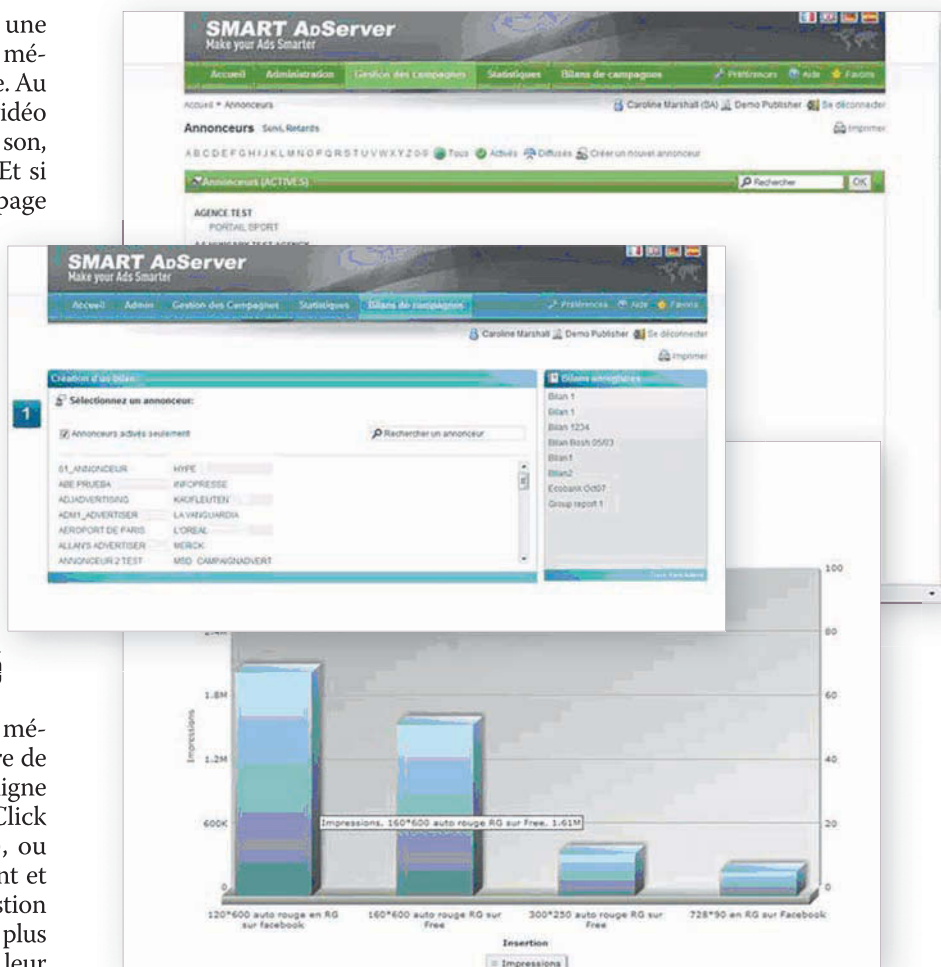 une
mé-
e. Au
idéo
son,
Et si
page
SMART ADSERVER
Make your Ads Smarter
Accueil Administration Gestion des Campagnes Statistiques Bilans de campagnes Préférences Aide Favoris
Accueil Annonceurs Caroline Marshall (SA) Demo Publisher Se déconnecter
Annonceurs Suivi, Retards Imprimer
A B C D E F G H I J K L M N O P Q R S T U V W X Y Z 0-9 Tous Activés Diffusés Créer un nouvel annonceur
Annonceurs (ACTIVES) Rechercher OK
AGENCE TEST
PORTAIL SPORT
SMART ADSERVER
Make your Ads Smarter
Accueil Admin Gestion des Campagnes Statistiques Bilans de campagnes Préférences Aide Favoris
Caroline Marshall Demo Publisher Se déconnecter
Imprimer
Création d'un bilan
1
Sélectionnez un annonceur:
Annonceurs activés seulement Rechercher un annonceur
01_ANNONCEUR HYPE
ABE PRUEBA INFOPRESSE
ADJADVERTISING KAUFLEUTEN
ADM1_ADVERTISER LA VANGUARDIA
AEROPORT DE PARIS L'OREAL
ALLAN'S ADVERTISER MERCK
ANNONCEUR 2 TEST MSD_CAMPAIGNADVERT
Bilans enregistrés
Bilan 1
Bilan 1
Bilan 1234
Bilan Bosh 05/03
Bilan1
Bilan2
Ecobank Oct07
Group report 1
mé-
re de
igne
Click
, ou
nt et
stion
plus
leur
100
2.4M 80
1.8M 60
Impressions
1.2M 40
600K 20
Impressions, 160*600 auto rouge RG sur Free, 1.61M
0 0
120*600 auto rouge en RG sur facebook
160*600 auto rouge RG sur Free
300*250 auto rouge RG sur Free
728*90 en RG sur Facebook
Insertion
Impressions